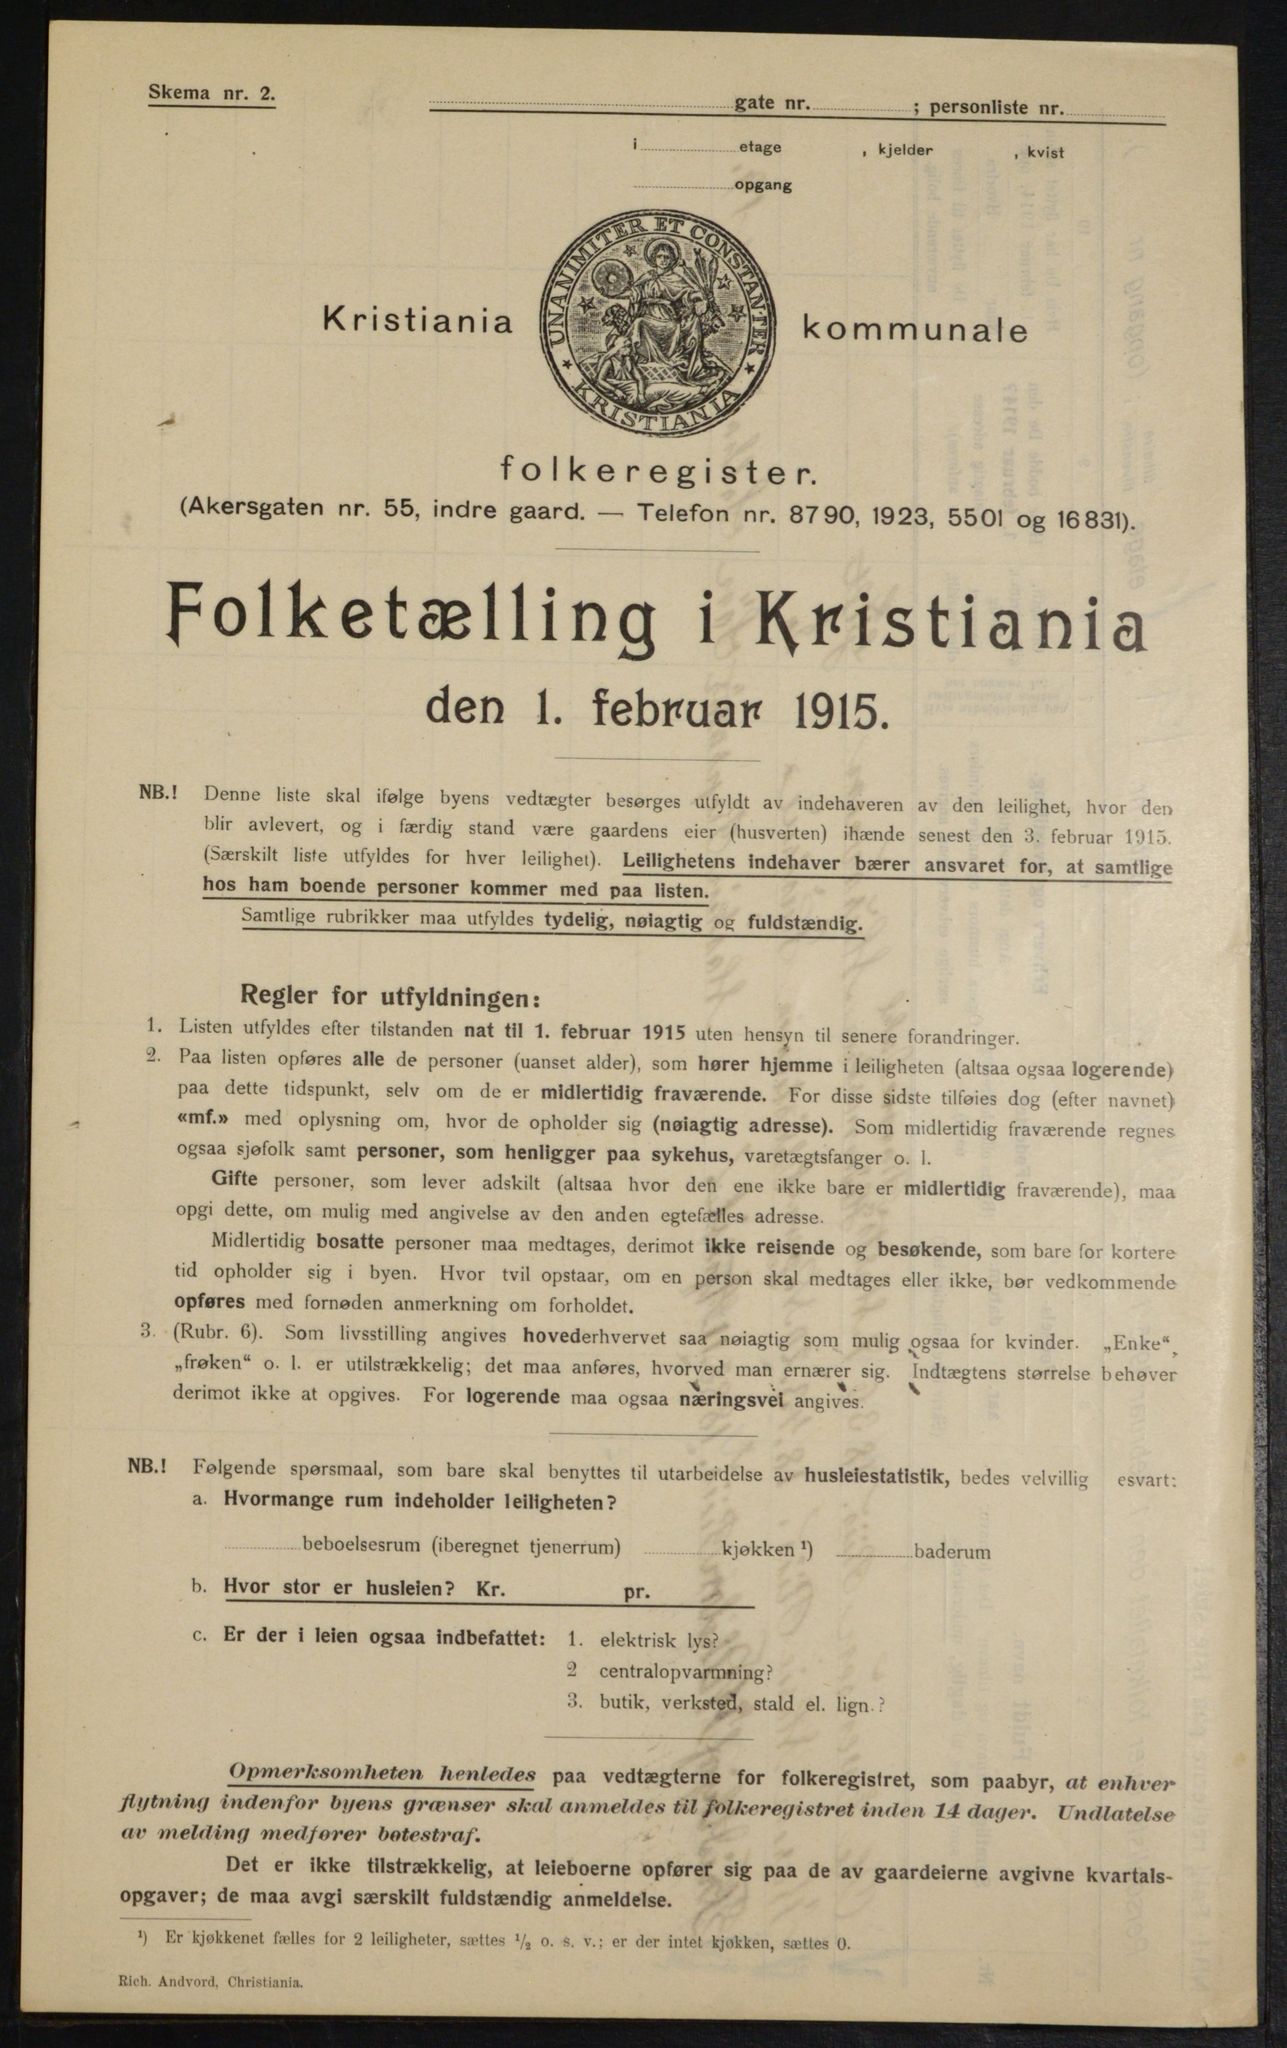 Skema nr. 2.
gate nr. ; personliste nr.
i etage , kjelder , kvist
opgang
UNANIMITER ET CONSTANTER
KRISTIANIA
Kristiania kommunale
folkeregister.
(Akersgaten nr. 55, indre gaard. — Telefon nr. 8790, 1923, 5501 og 16831).
Folketælling i Kristiania
den 1. februar 1915.
NB.! Denne liste skal ifølge byens vedtægter besørges utfyldt av indehaveren av den leilighet, hvor den
blir avlevert, og i færdig stand være gaardens eier (husverten) ihænde senest den 3. februar 1915.
(Særskilt liste utfyldes for hver leilighet). Leilighetens indehaver bærer ansvaret for, at samtlige
hos ham boende personer kommer med paa listen.
Samtlige rubrikker maa utfyldes tydelig, nøiagtig og fuldstændig.
Regler for utfyldningen:
1. Listen utfyldes efter tilstanden nat til 1. februar 1915 uten hensyn til senere forandringer.
2. Paa listen opføres alle de personer (uanset alder), som hører hjemme i leiligheten (altsaa ogsaa logerende)
paa dette tidspunkt, selv om de er midlertidig fraværende. For disse sidste tilføies dog (efter navnet)
«mf.» med oplysning om, hvor de opholder sig (nøiagtig adresse). Som midlertidig fraværende regnes
ogsaa sjøfolk samt personer, som henligger paa sykehus, varetægtsfanger o. l.
Gifte personer, som lever adskilt (altsaa hvor den ene ikke bare er midlertidig fraværende), maa
opgi dette, om mulig med angivelse av den anden egtefælles adresse.
Midlertidig bosatte personer maa medtages, derimot ikke reisende og besøkende, som bare for kortere
tid opholder sig i byen. Hvor tvil opstaar, om en person skal medtages eller ikke, bør vedkommende
opføres med fornøden anmerkning om forholdet.
3. (Rubr. 6). Som livsstilling angives hovederhvervet saa nøiagtig som mulig ogsaa for kvinder. „Enke“,
„frøken“ o. l. er utilstrækkelig; det maa anføres, hvorved man ernærer sig. Indtægtens størrelse behøver
derimot ikke at opgives. For logerende maa ogsaa næringsvei angives.
NB.! Følgende spørsmaal, som bare skal benyttes til utarbeidelse av husleiestatistik, bedes velvillig esvart:
a. Hvormange rum indeholder leiligheten?
beboelsesrum (iberegnet tjenerrum) kjøkken ¹) baderum
b. Hvor stor er husleien? Kr. pr.
c. Er der i leien ogsaa indbefattet: 1. elektrisk lys?
2 centralopvarmning?
3. butik, verksted, stald el. lign.?
Opmerksomheten henledes paa vedtægterne for folkeregistret, som paabyr, at enhver
flytning indenfor byens grænser skal anmeldes til folkeregistret inden 14 dager. Undlatelse
av melding medfører bøtestraf.
Det er ikke tilstrækkelig, at leieboerne opfører sig paa de av gaardeierne avgivne kvartals-
opgaver; de maa avgi særskilt fuldstændig anmeldelse.
¹) Er kjøkkenet fælles for 2 leiligheter, sættes ½ o. s. v.; er der intet kjøkken, sættes 0.
Rich. Andvord, Christiania.